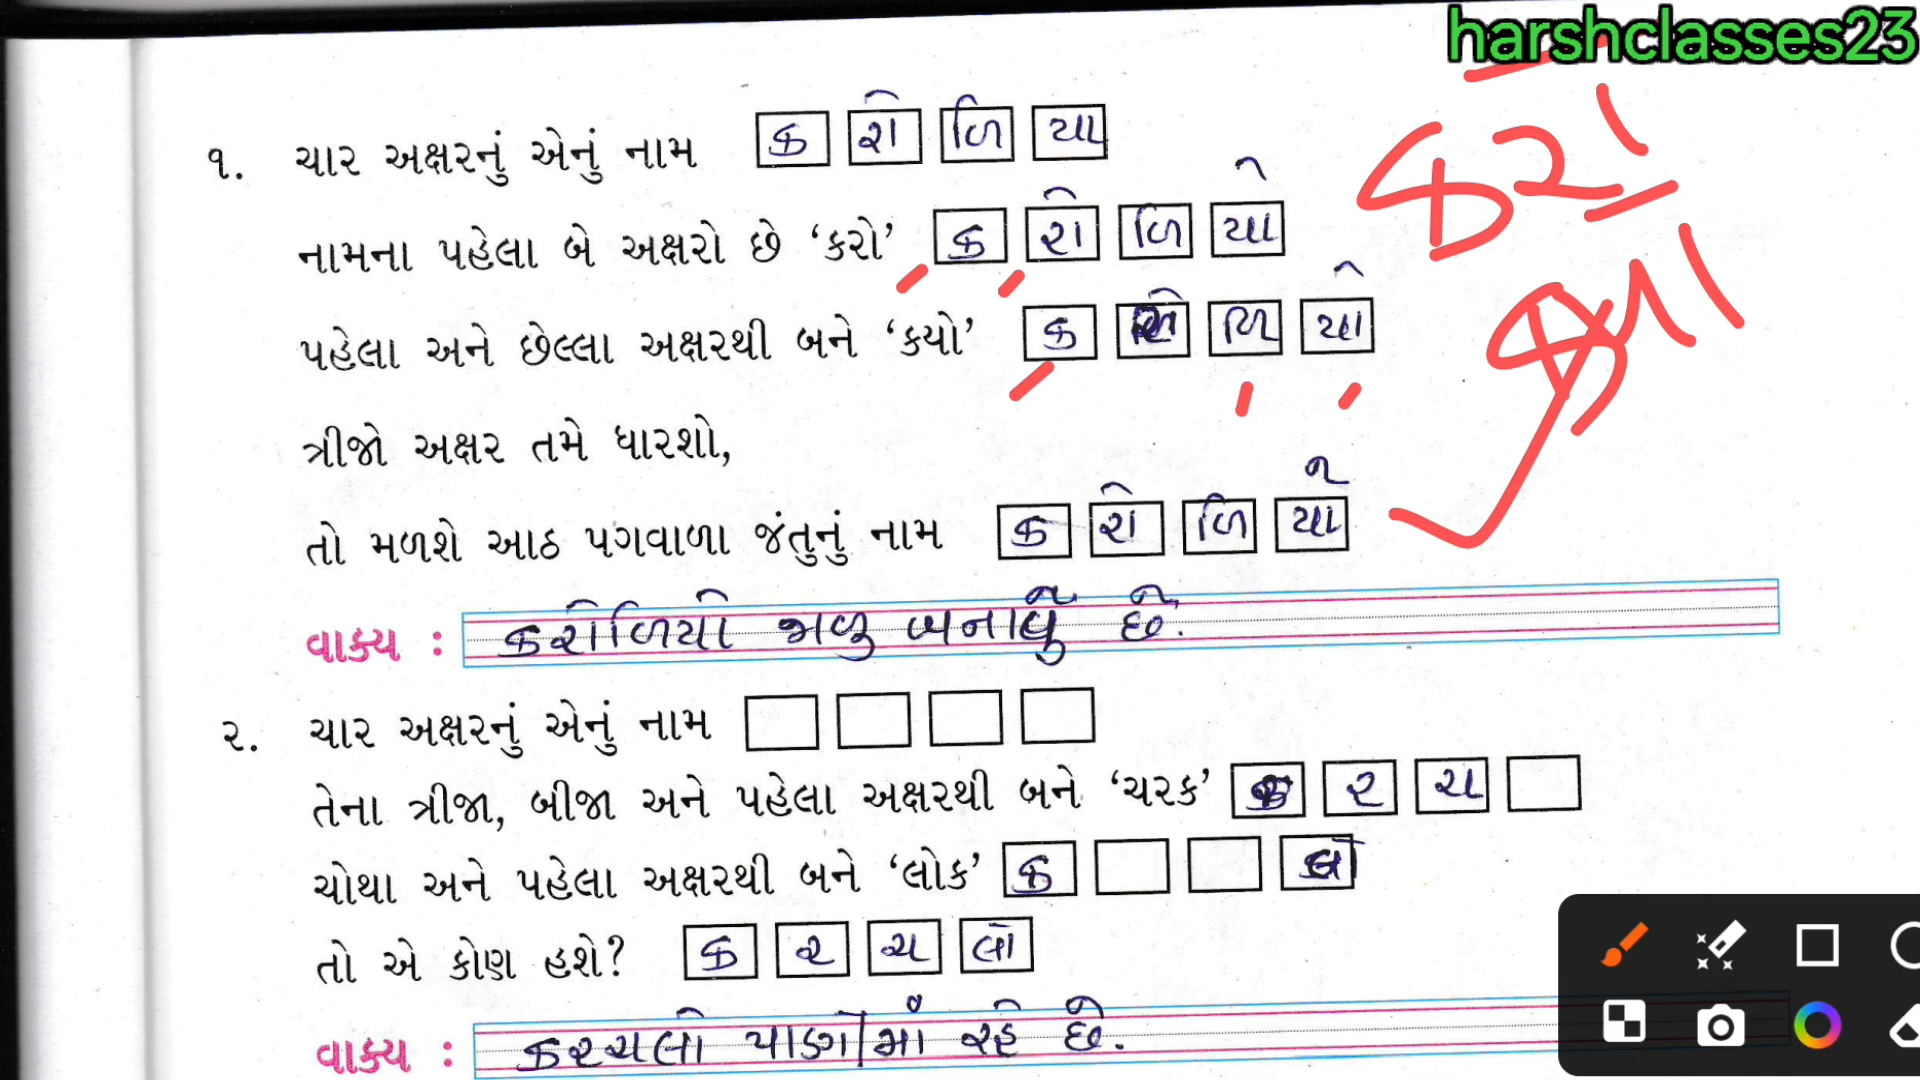 harshclasses23
૧. ચાર અક્ષરનું એનું નામ ક રો ળિ યા
નામના પહેલા બે અક્ષરો છે ‘કરો’ ક રો ળિ યો
પહેલા અને છેલ્લા અક્ષરથી બને ‘કયો’ ક ળિ યો
ત્રીજો અક્ષર તમે ધારશો,
તો મળશે આઠ પગવાળા જંતુનું નામ ક રો ળિ યો
વાક્ય : કરોળિયો જાળુ બનાવે છે.
૨. ચાર અક્ષરનું એનું નામ
તેના ત્રીજા, બીજા અને પહેલા અક્ષરથી બને ‘ચરક’ ક ર ચ
ચોથા અને પહેલા અક્ષરથી બને ‘લોક’ ક લો
તો એ કોણ હશે? ક ર ચ લો
વાક્ય : કરચલો માં રહે છે.